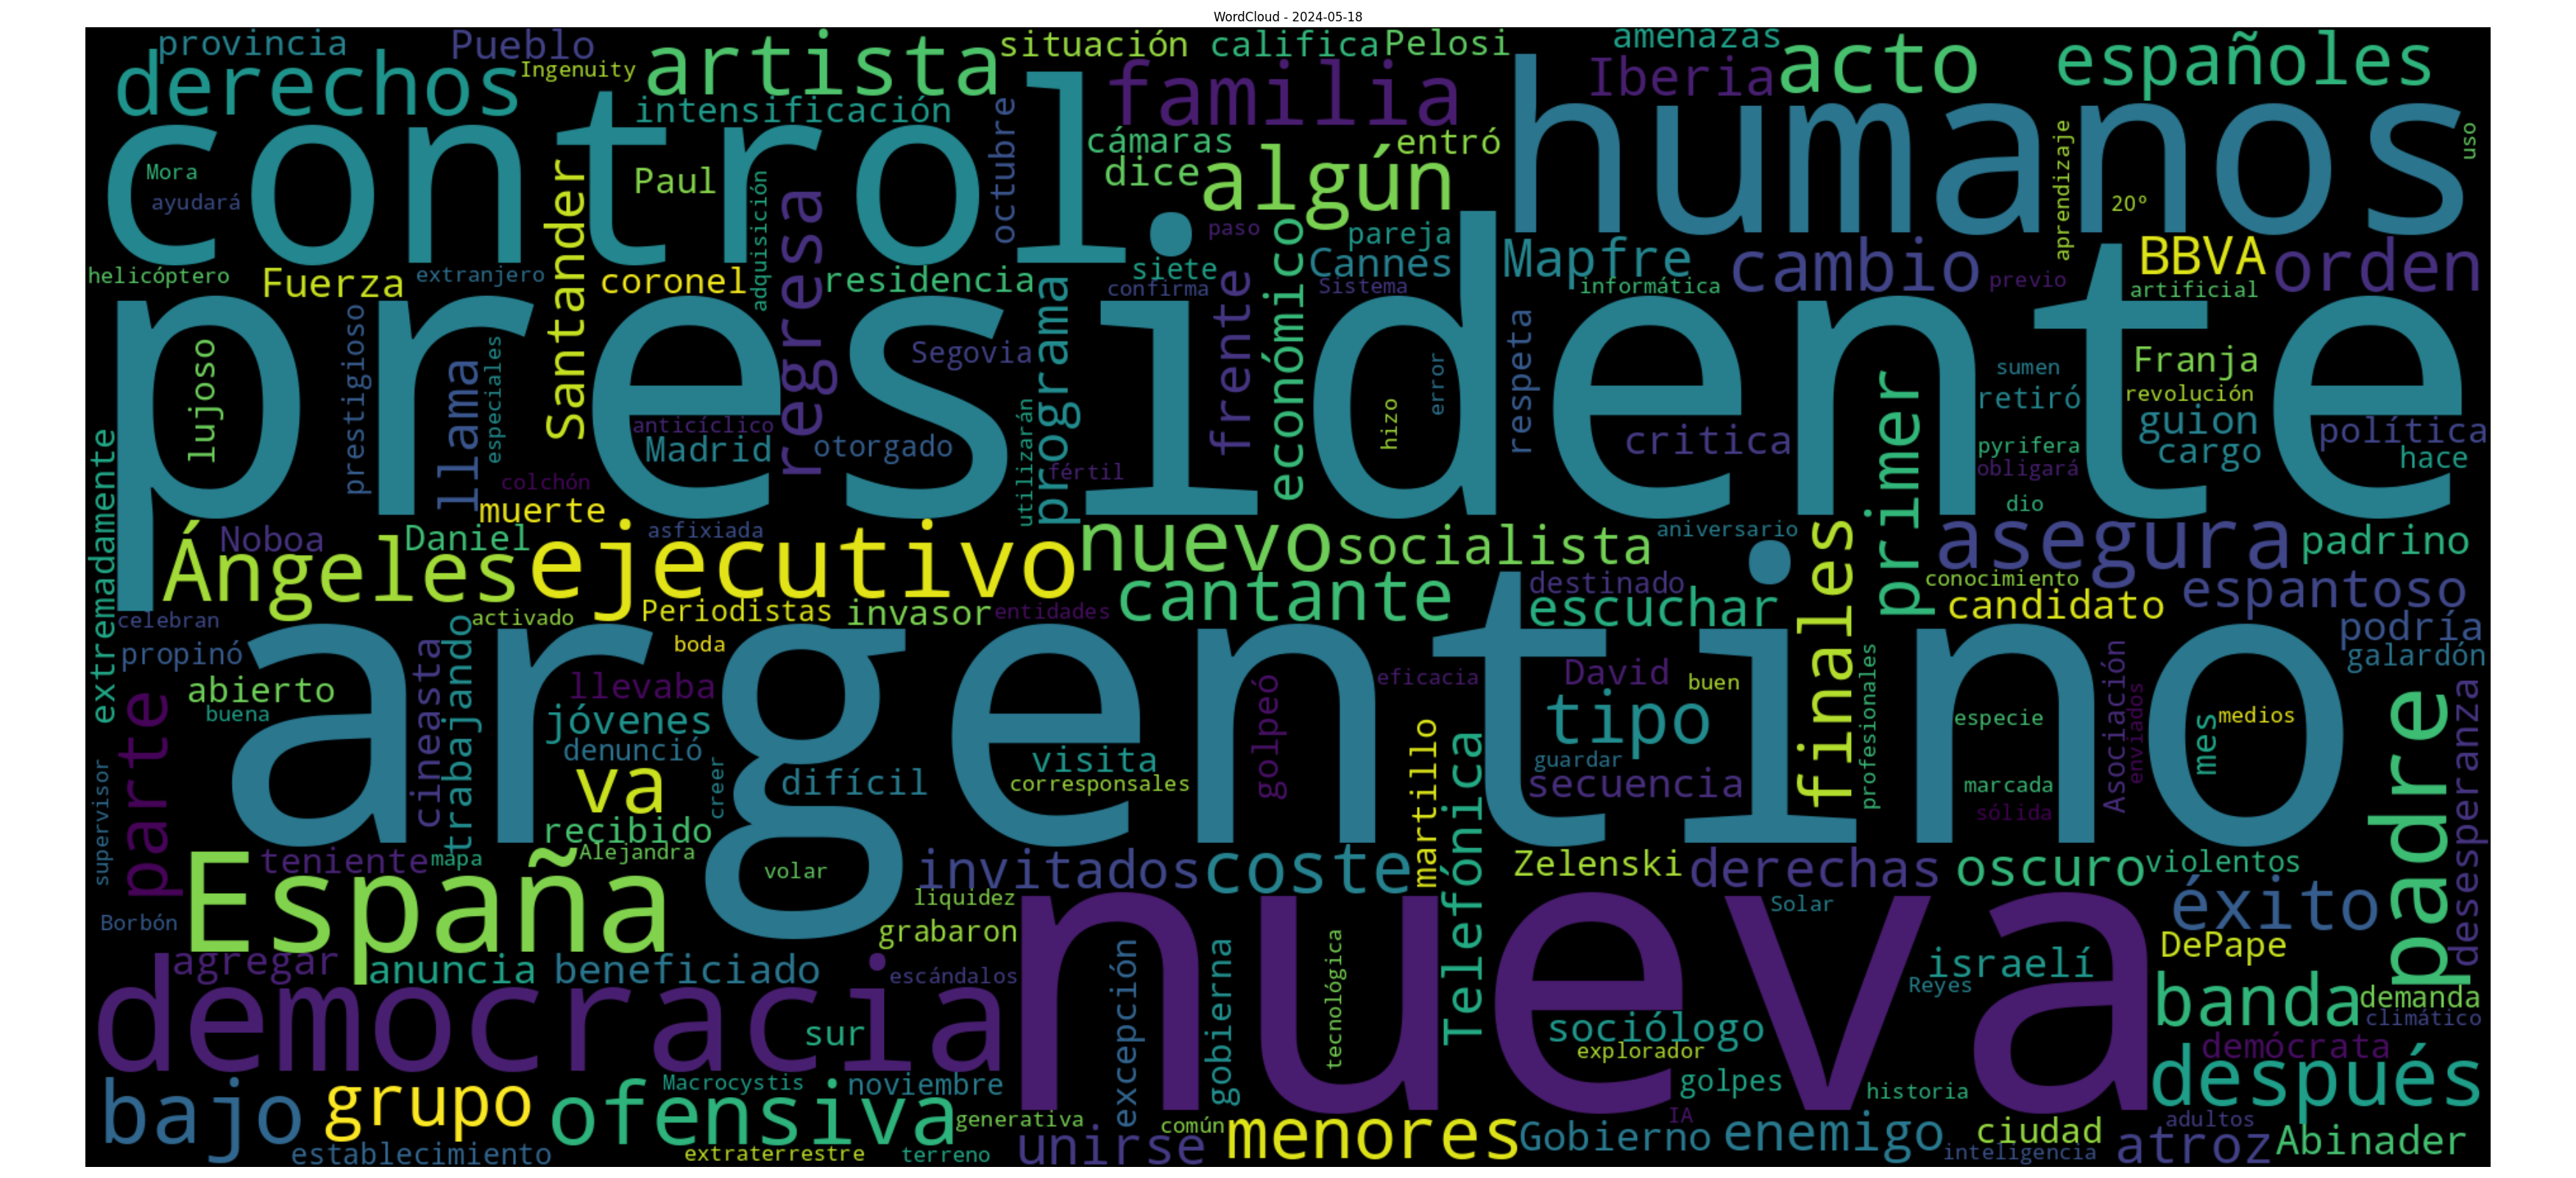 WordCloud - 2024-05-18
provincia Pueblo artista situación califica Pelosi amenazas acto españoles
derechos Ingenuity familia Iberia
intensificación octubre cámaras entró humanos uso
control Mora Paul dice algún aprendizaje
ayudará Santander adquisición regresa paso 20º
pareja Cannes Mapfre cambio BBVA orden
helicóptero Fuerza extranjero coronel residencia siete confirma Sistema informática previo artificial
presidente
lujoso prestigioso llama especiales Segovia programa frente económico error respeta sumen Franja
retiró revolución
anticíclico Madrid otorgado hizo critica primer pyrifera guion política
extremadamente colchón utilizarán fértil obligará cargo hace
muerte dio
Noboa Daniel asfixiada ejecutivo nuevo socialista aniversario finales asegura padrino
Ángeles cantante destinado conocimiento
celebran activado Periodistas invasor entidades escuchar candidato espantoso
propinó boda podría
argentino
abierto cineasta trabajando llevaba eficacia David buen Asociación galardón
buena jóvenes golpeó tipo profesionales especie enviados mes medios padre desesperanza
parte denunció visita martillo Telefónica guardar
supervisor va creer difícil corresponsales secuencia marcada
recibido sólida
España teniente mapa Alejandra volar invitados coste Zelenski derechas oscuro violentos
Borbón liquidez Solar éxito
grabaron nueva DePape
agregar anuncia beneficiado escándalos excepción gobierna tecnológica israelí
democracia Reyes banda demanda
sur sociólogo climático
explorador demócrata
bajo grupo Macrocystis noviembre golpes historia después
ofensiva generativa común IA adultos
establecimiento extraterrestre terreno unirse menores Gobierno enemigo ciudad inteligencia atroz Abinader